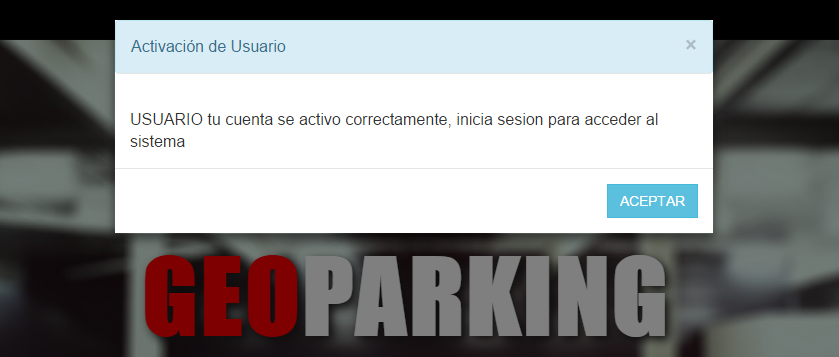 Activación de Usuario
×
USUARIO tu cuenta se activo correctamente, inicia sesion para acceder al
sistema
ACEPTAR
GEOPARKING